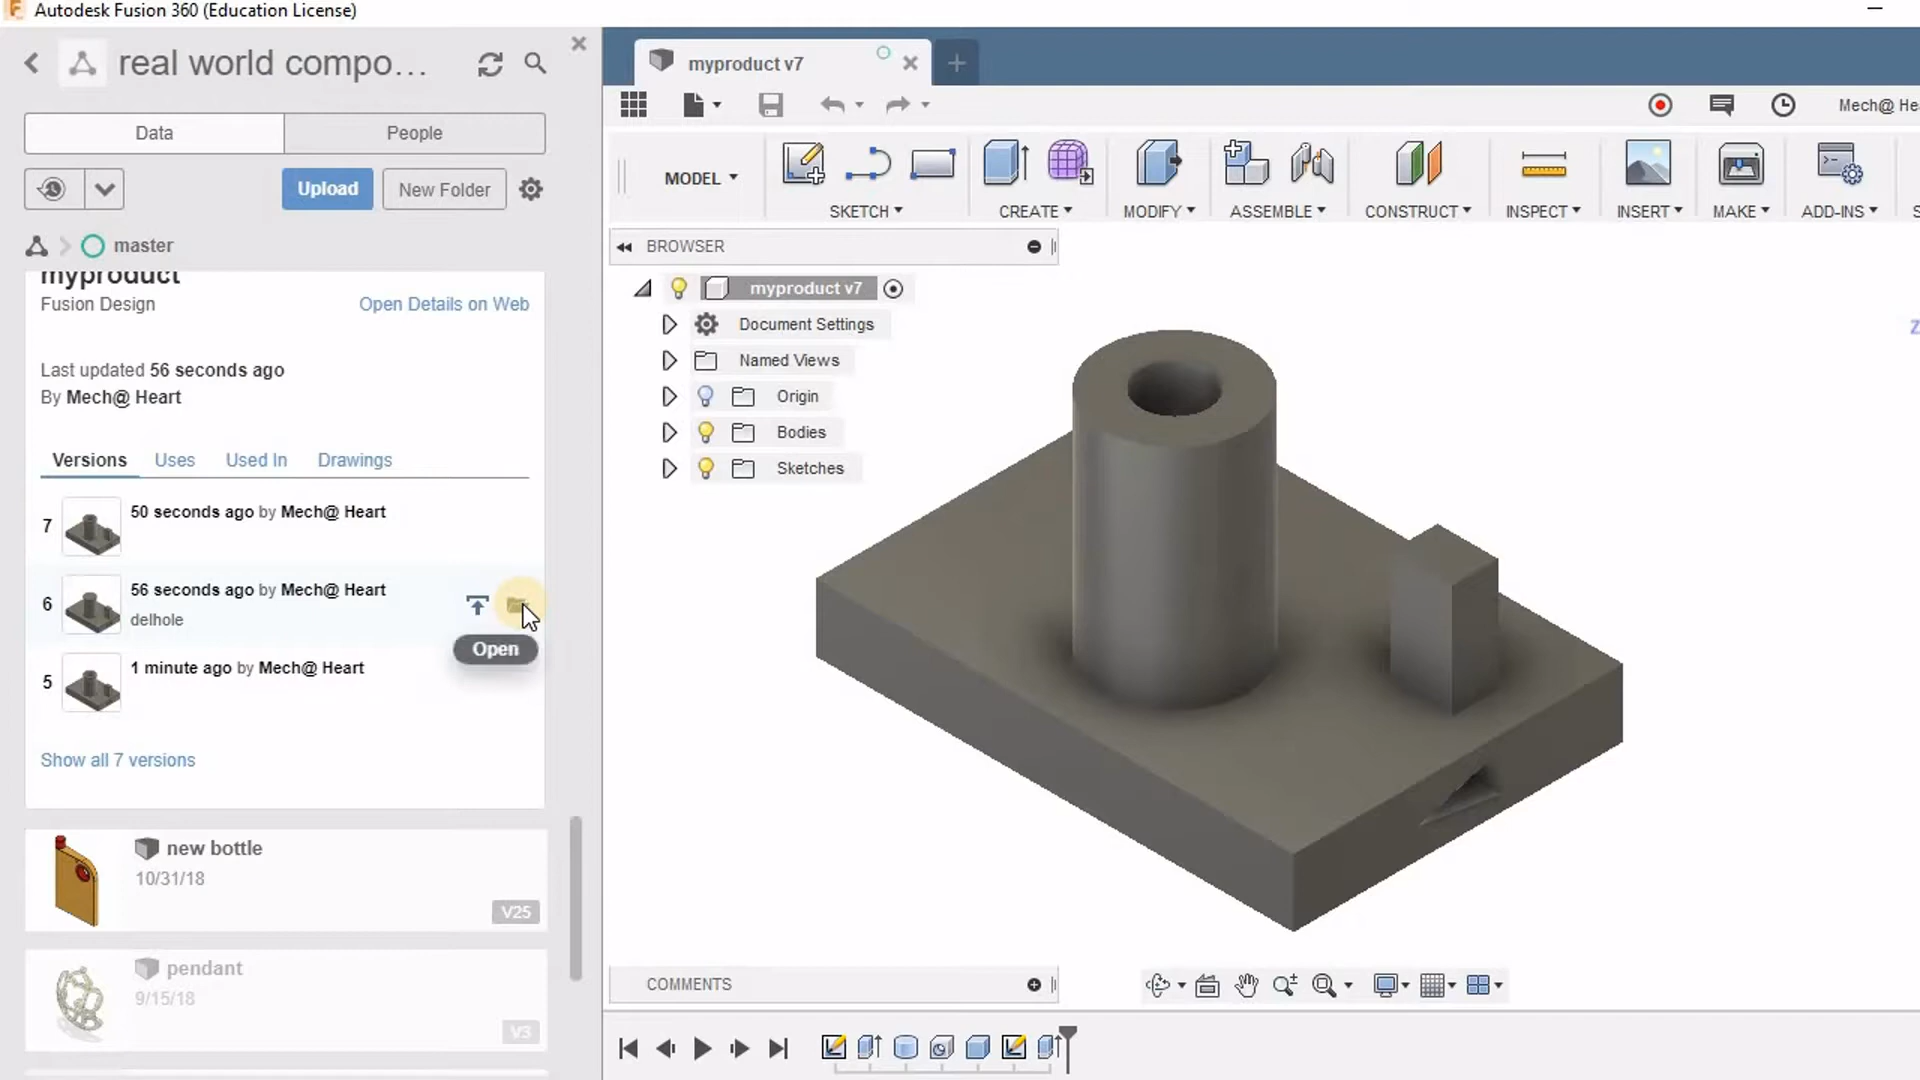 Autodesk Fusion 360 (Education License)
real world compo...
Data
People
Upload
New Folder
master
myproduct
Fusion Design
Open Details on Web
Last updated 56 seconds ago
By Mech@ Heart
Versions
Uses
Used In
Drawings
7
50 seconds ago by Mech@ Heart
6
56 seconds ago by Mech@ Heart
delhole
Open
5
1 minute ago by Mech@ Heart
Show all 7 versions
new bottle
10/31/18
V25
pendant
9/15/18
V3
myproduct v7
Mech@ He
MODEL
SKETCH
CREATE
MODIFY
ASSEMBLE
CONSTRUCT
INSPECT
INSERT
MAKE
ADD-INS
S
BROWSER
myproduct v7
Document Settings
Named Views
Origin
Bodies
Sketches
Z
COMMENTS